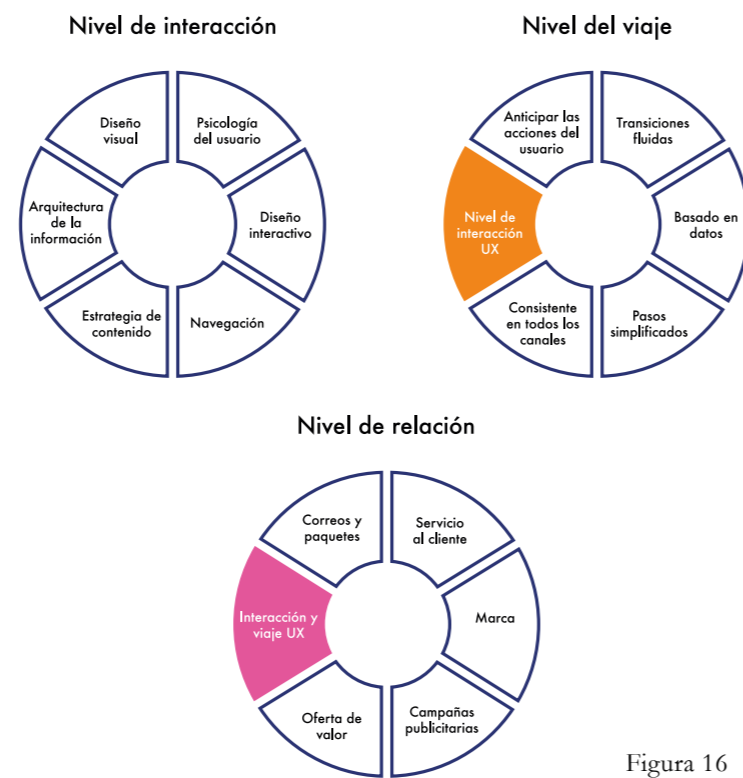 Nivel de interacción
Diseño
visual
Psicología
del usuario
Arquitectura
de la
información
Diseño
interactivo
Estrategia de
contenido
Navegación
Nivel del viaje
Anticipar las
acciones del
usuario
Transiciones
fluidas
Nivel de
interacción
UX
Basado en
datos
Consistente
en todos los
canales
Pasos
simplificados
Nivel de relación
Correos y
paquetes
Servicio
al cliente
Interacción y
viaje UX
Marca
Oferta de
valor
Campañas
publicitarias
Figura 16